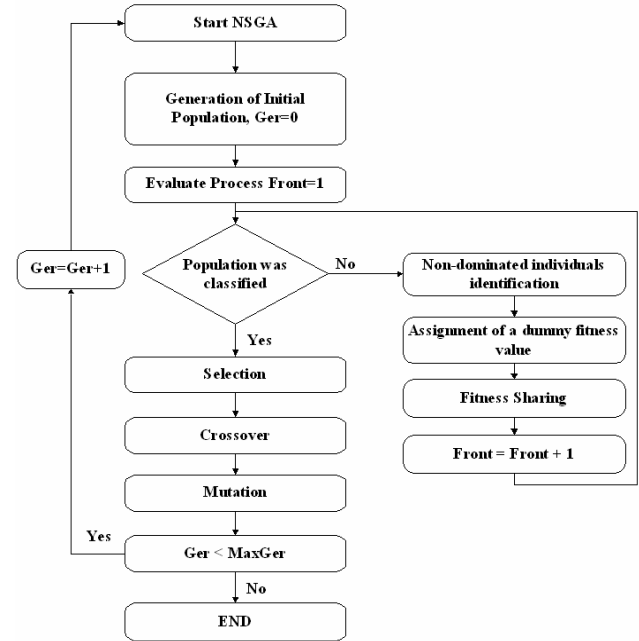 Start NSGA
Generation of Initial
Population, Ger=0
Evaluate Process Front=1
Population was
classified
No
Non-dominated individuals
identification
Assignment of a dummy fitness
value
Fitness Sharing
Front = Front + 1
Yes
Selection
Crossover
Mutation
Ger < MaxGer
Yes
Ger=Ger+1
No
END